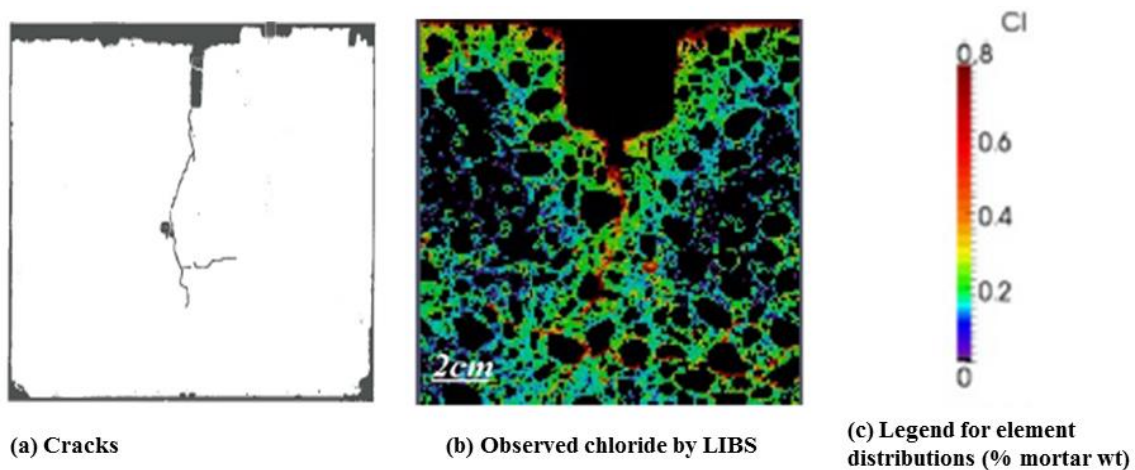 Cl
0.8
0.6
0.4
0.2
0
2cm
(a) Cracks
(b) Observed chloride by LIBS
(c) Legend for element
distributions (% mortar wt)